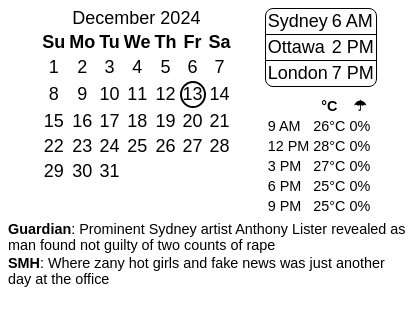 December 2024
Su Mo Tu We Th Fr Sa
1 2 3 4 5 6 7
8 9 10 11 12 13 14
15 16 17 18 19 20 21
22 23 24 25 26 27 28
29 30 31
Sydney 6 AM
Ottawa 2 PM
London 7 PM
°C ☂
9 AM 26°C 0%
12 PM 28°C 0%
3 PM 27°C 0%
6 PM 25°C 0%
9 PM 25°C 0%
Guardian: Prominent Sydney artist Anthony Lister revealed as
man found not guilty of two counts of rape
SMH: Where zany hot girls and fake news was just another
day at the office